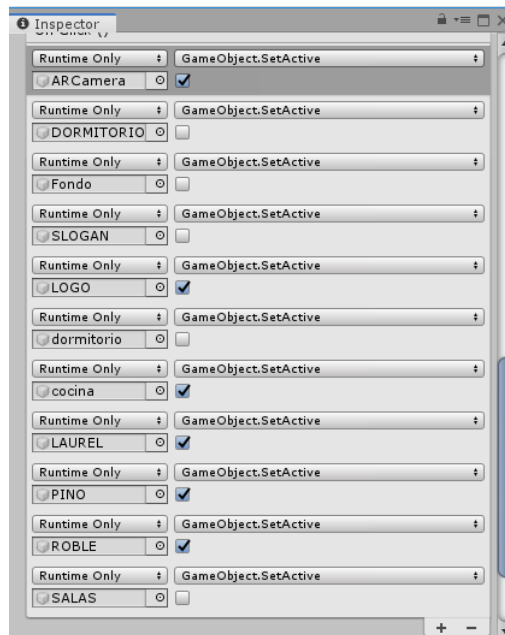 Inspector
On Click ()
Runtime Only GameObject.SetActive
ARCamera
Runtime Only GameObject.SetActive
DORMITORIO
Runtime Only GameObject.SetActive
Fondo
Runtime Only GameObject.SetActive
SLOGAN
Runtime Only GameObject.SetActive
LOGO
Runtime Only GameObject.SetActive
dormitorio
Runtime Only GameObject.SetActive
cocina
Runtime Only GameObject.SetActive
LAUREL
Runtime Only GameObject.SetActive
PINO
Runtime Only GameObject.SetActive
ROBLE
Runtime Only GameObject.SetActive
SALAS